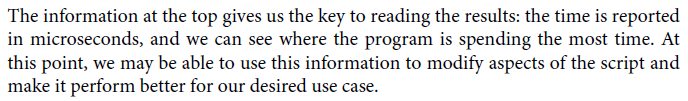 The information at the top gives us the key to reading the results: the time is reported
in microseconds, and we can see where the program is spending the most time. At
this point, we may be able to use this information to modify aspects of the script and
make it perform better for our desired use case.